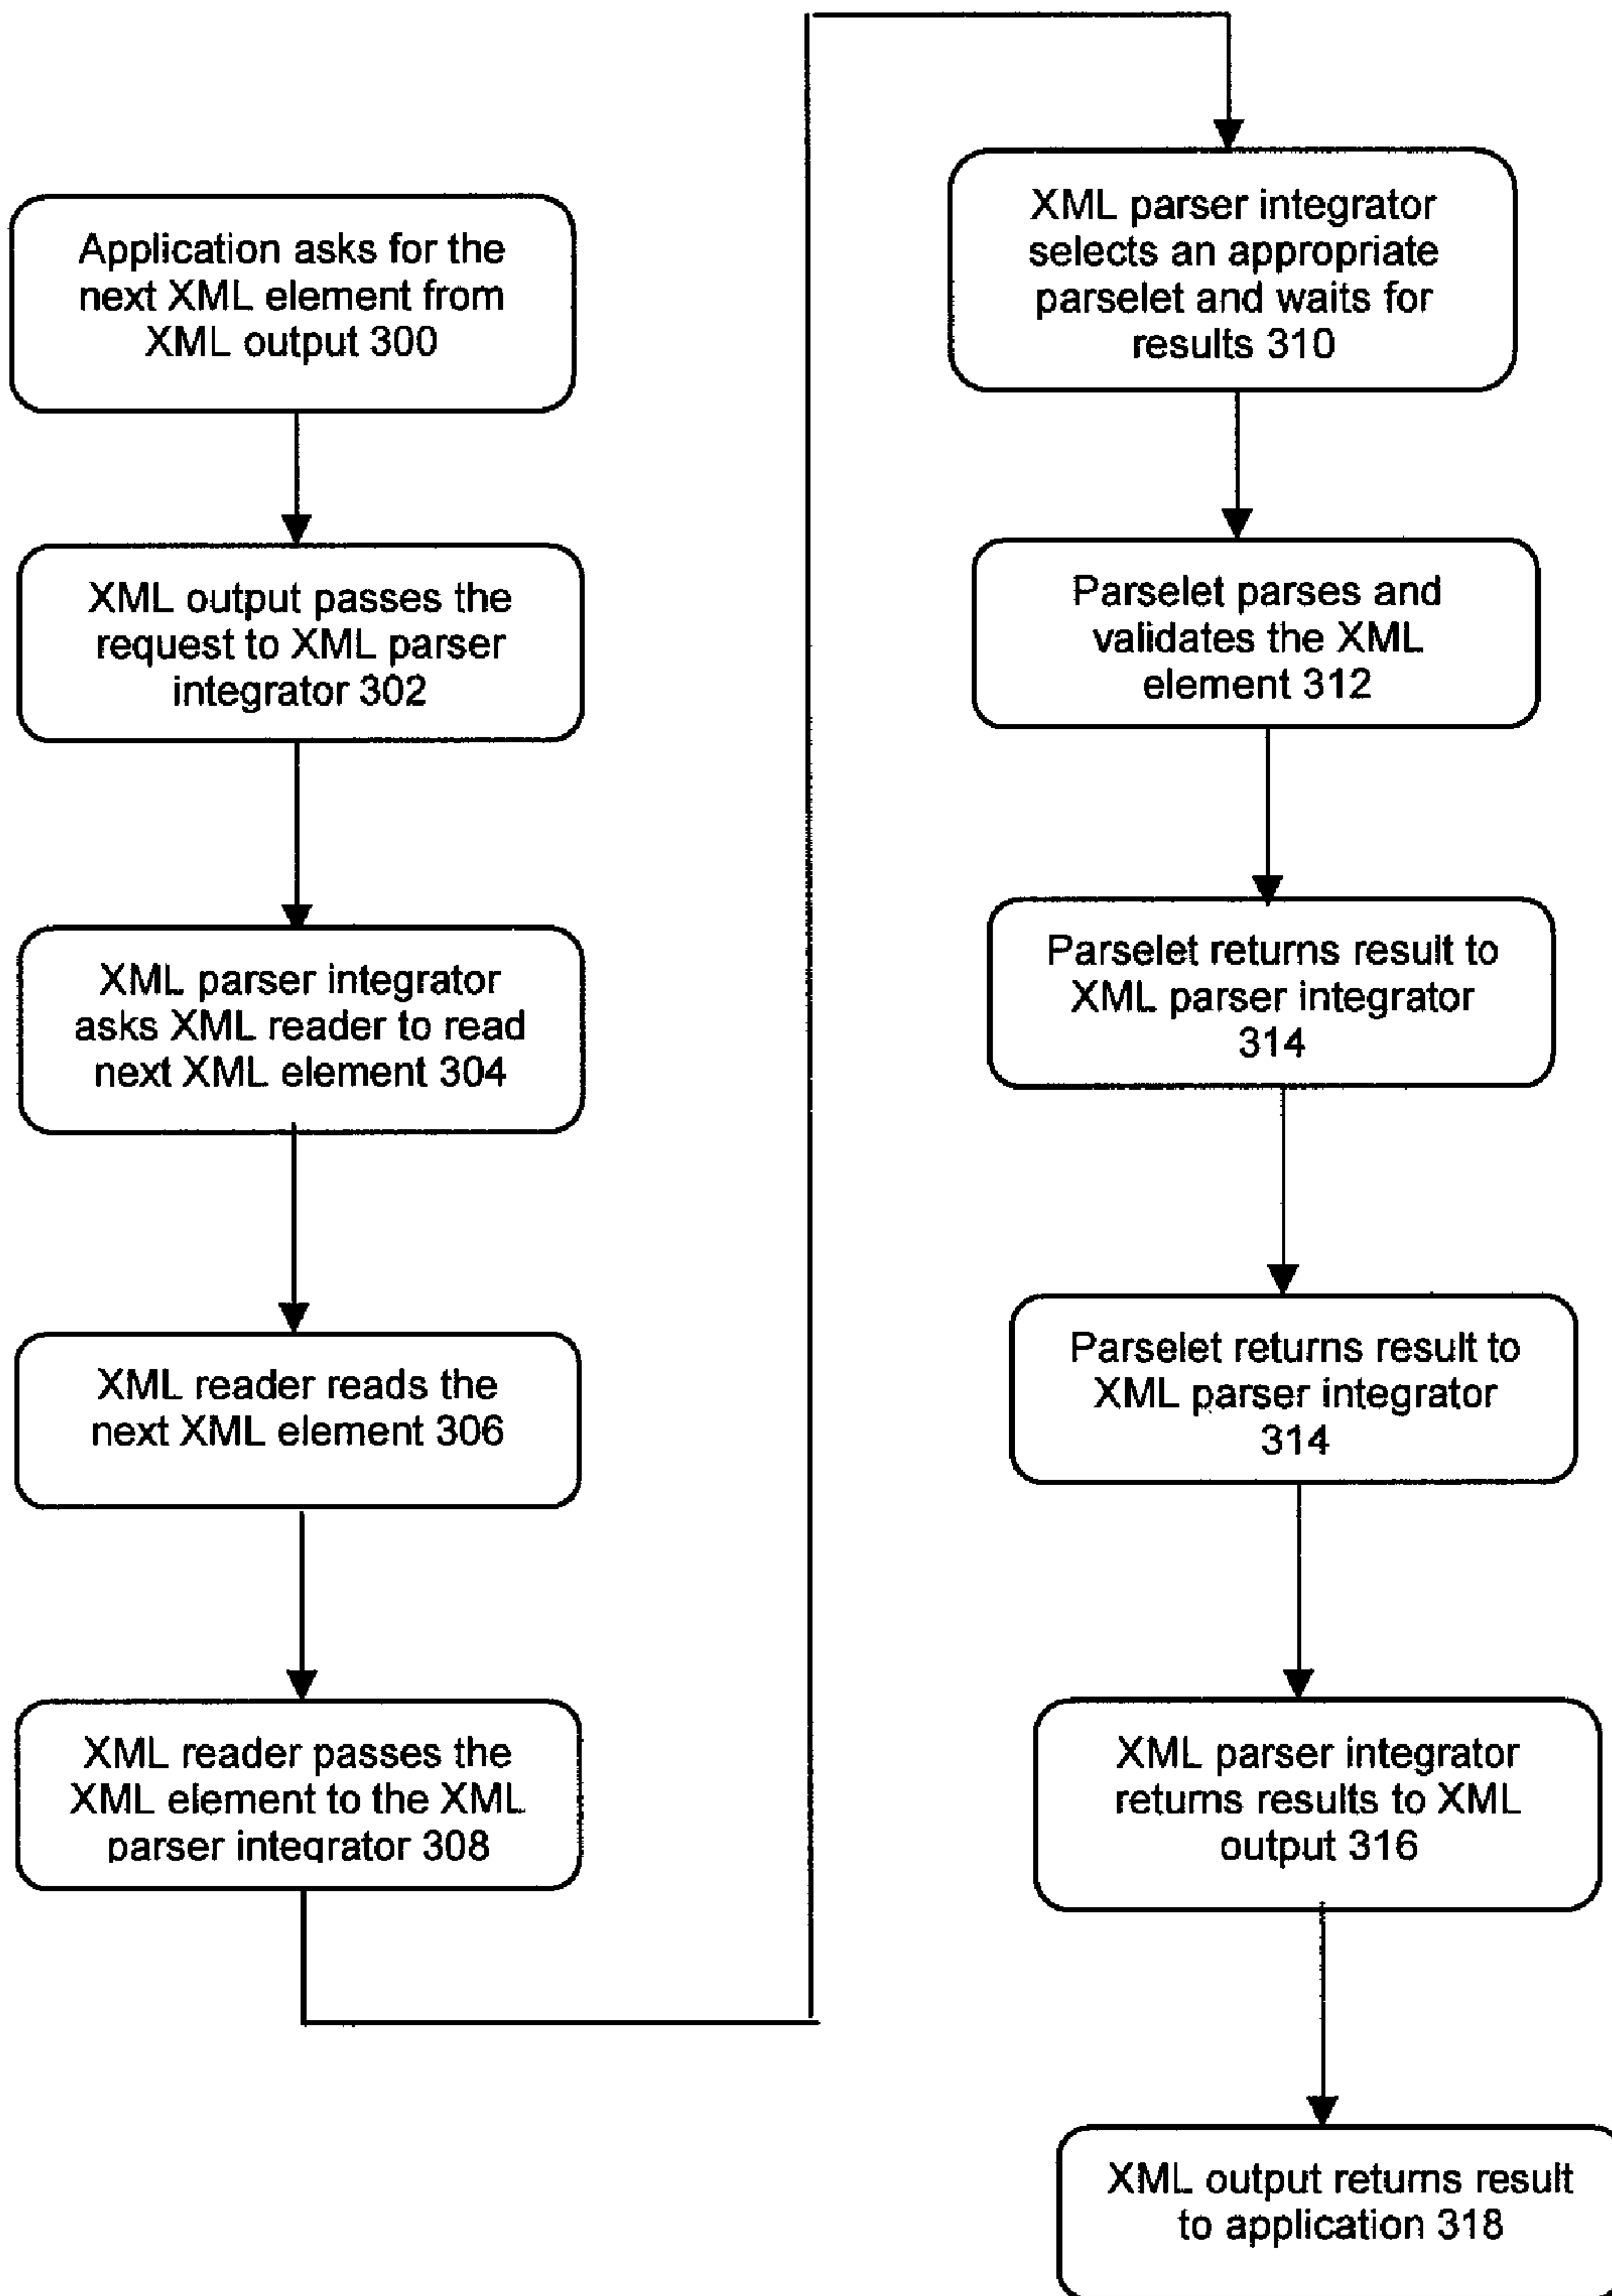 Application asks for the
next XML element from
XML output 300
XML output passes the
request to XML parser
integrator 302
XML parser integrator
asks XML reader to read
next XML element 304
XML reader reads the
next XML element 306
XML reader passes the
XML element to the XML
parser integrator 308
XML parser integrator
selects an appropriate
parselet and waits for
results 310
Parselet parses and
validates the XML
element 312
Parselet returns result to
XML parser integrator
314
Parselet returns result to
XML parser integrator
314
XML parser integrator
returns results to XML
output 316
XML output returns result
to application 318